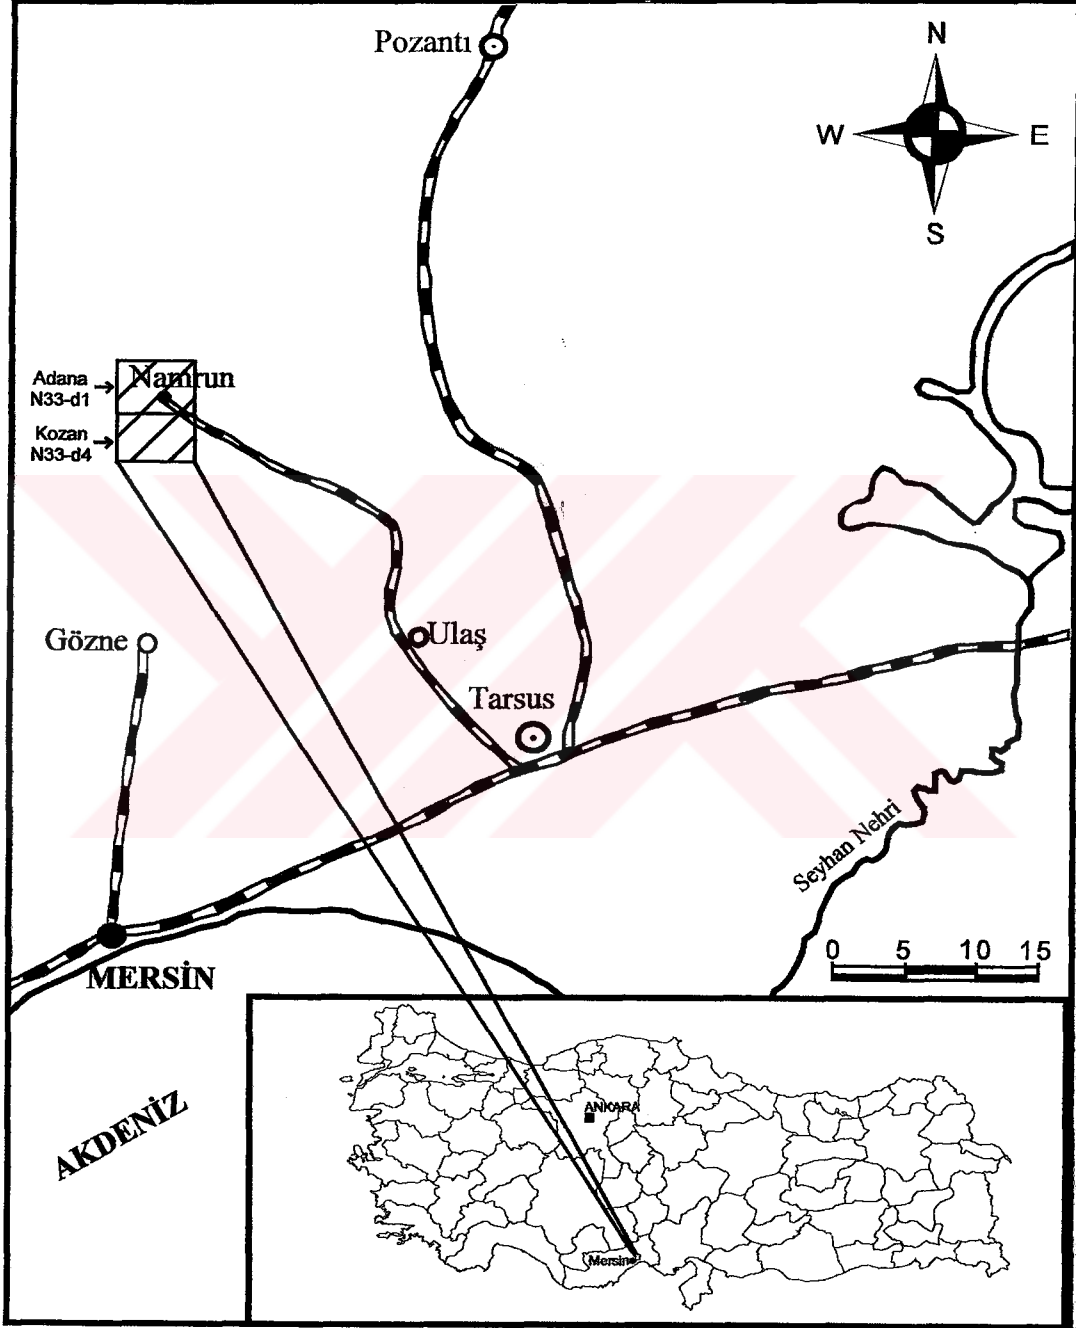 Pozantı
N
W
E
S
Adana
N33-d1
Namrun
Kozan
N33-d4
Gözne
Ulaş
Tarsus
Seyhan Nehri
0 5 10 15
MERSİN
AKDENİZ
ANKARA
Mersin